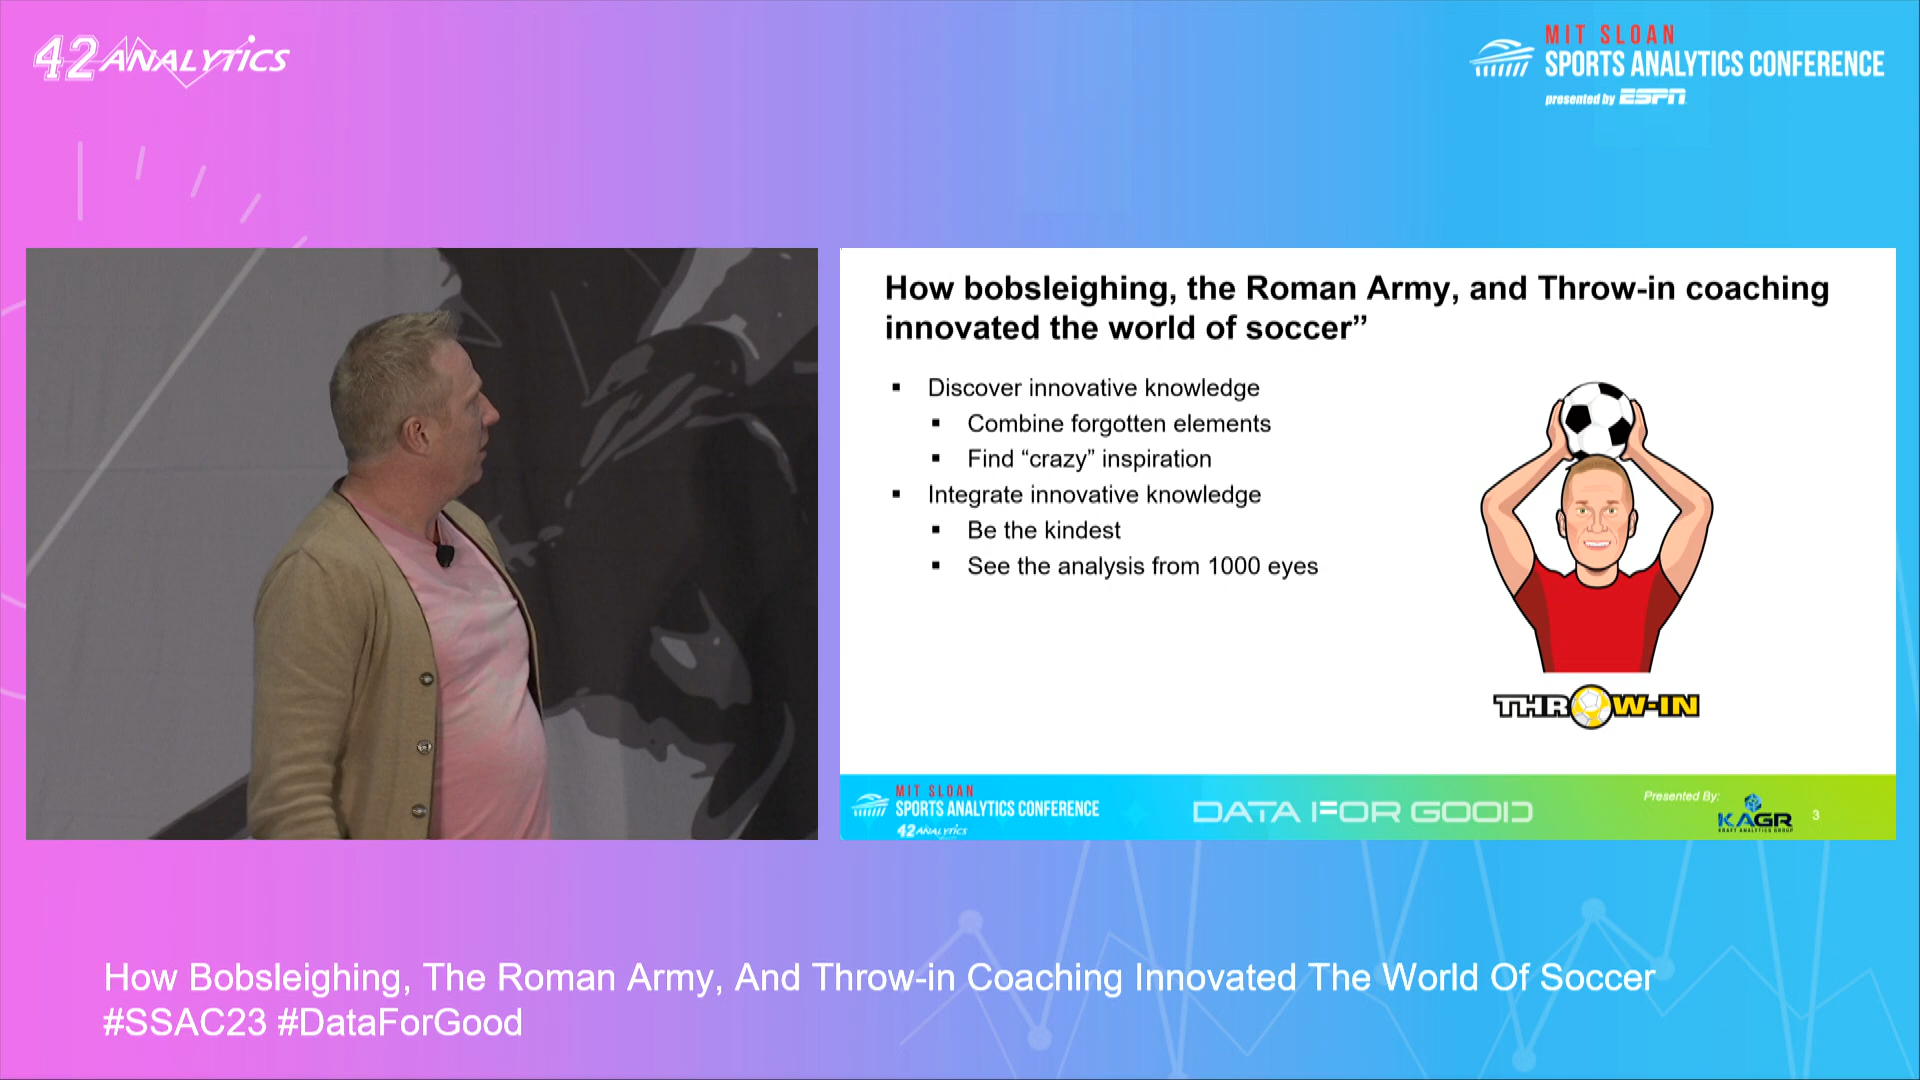 42 ANALYTICS
MIT SLOAN
SPORTS ANALYTICS CONFERENCE
presented by ESPN
How bobsleighing, the Roman Army, and Throw-in coaching
innovated the world of soccer”
▪ Discover innovative knowledge
▪ Combine forgotten elements
▪ Find “crazy” inspiration
▪ Integrate innovative knowledge
▪ Be the kindest
▪ See the analysis from 1000 eyes
THROW-IN
MIT SLOAN
SPORTS ANALYTICS CONFERENCE
42 ANALYTICS
DATA FOR GOOD
Presented By:
KAGR
KRAFT ANALYTICS GROUP
3
How Bobsleighing, The Roman Army, And Throw-in Coaching Innovated The World Of Soccer
#SSAC23 #DataForGood